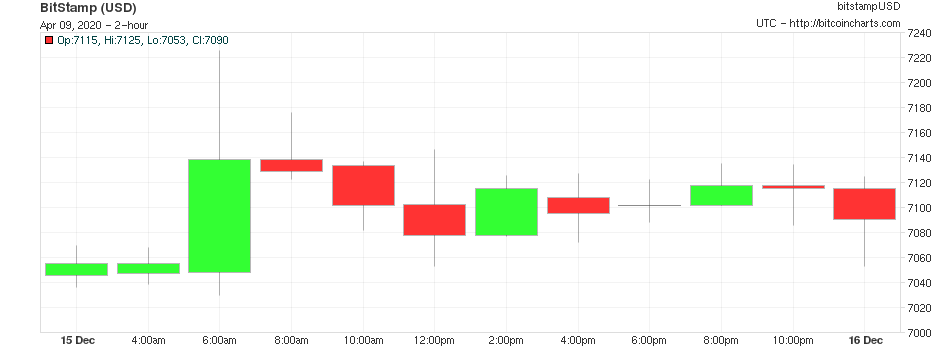 BitStamp (USD)
bitstampUSD
Apr 09, 2020 - 2-hour
UTC - http://bitcoincharts.com
Op:7115, Hi:7125, Lo:7053, Cl:7090
7240
7220
7200
7180
7160
7140
7120
7100
7080
7060
7040
7020
7000
15 Dec
4:00am
6:00am
8:00am
10:00am
12:00pm
2:00pm
4:00pm
6:00pm
8:00pm
10:00pm
16 Dec